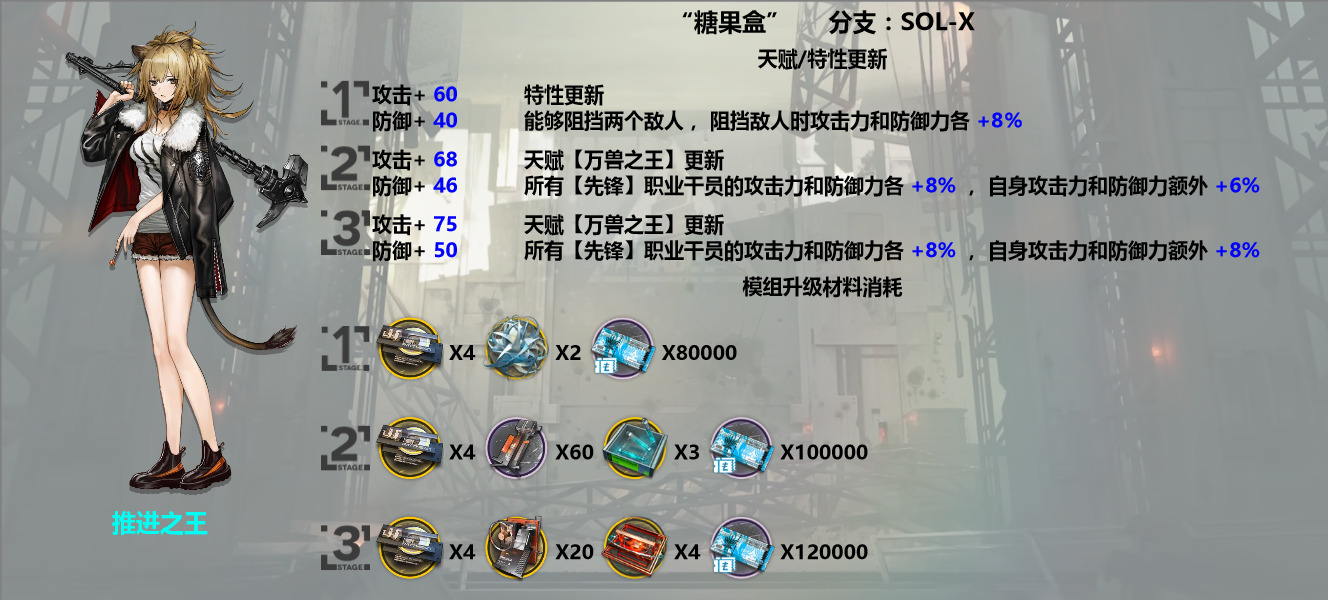 “糖果盒” 分支：SOL-X
天赋/特性更新
1 STAGE. 攻击+ 60 特性更新
防御+ 40 能够阻挡两个敌人，阻挡敌人时攻击力和防御力各 +8%
2 STAGE. 攻击+ 68 天赋【万兽之王】更新
防御+ 46 所有【先锋】职业干员的攻击力和防御力各 +8% ，自身攻击力和防御力额外 +6%
3 STAGE. 攻击+ 75 天赋【万兽之王】更新
防御+ 50 所有【先锋】职业干员的攻击力和防御力各 +8% ，自身攻击力和防御力额外 +8%
模组升级材料消耗
1 STAGE. X4 X2 X80000
2 STAGE. X4 X60 X3 X100000
推进之王
3 STAGE. X4 X20 X4 X120000